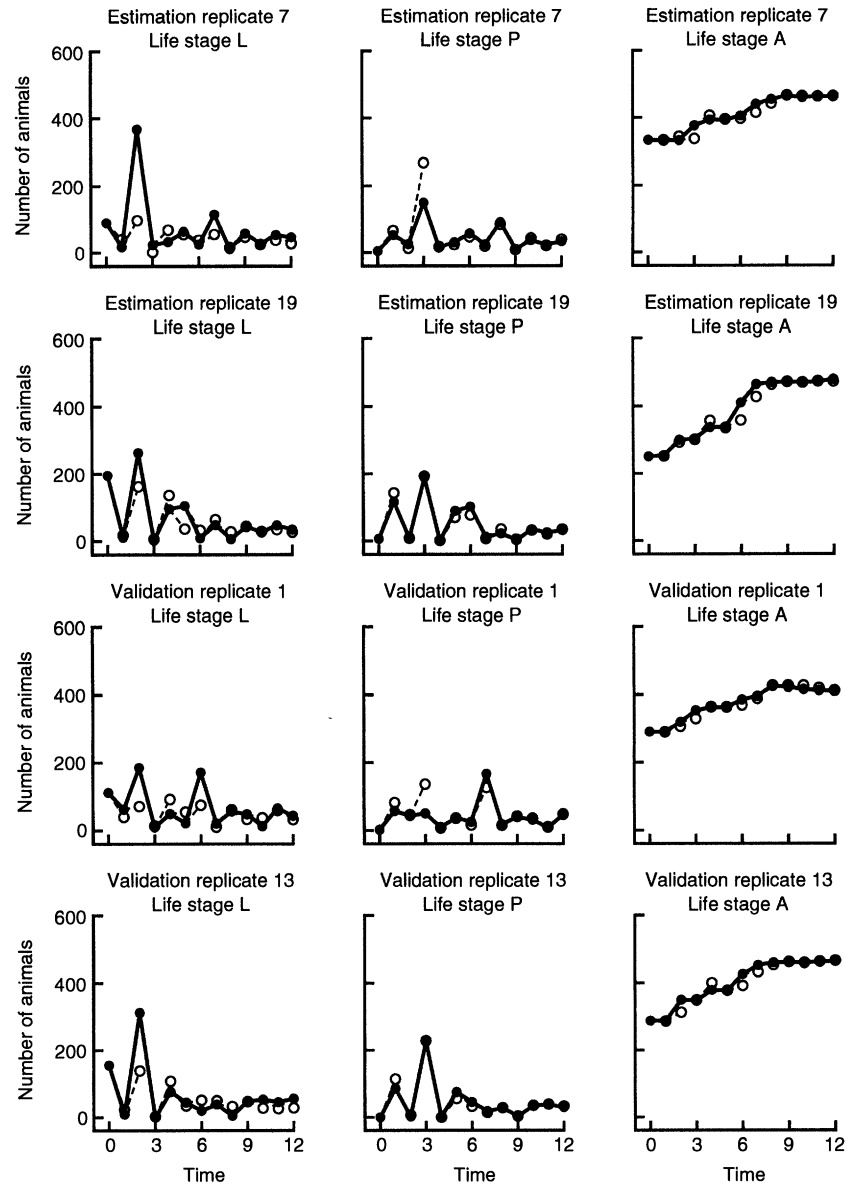 Estimation replicate 7
Life stage L
Estimation replicate 7
Life stage P
Estimation replicate 7
Life stage A
600
400
200
0
Number of animals
Estimation replicate 19
Life stage L
Estimation replicate 19
Life stage P
Estimation replicate 19
Life stage A
600
400
200
0
Number of animals
Validation replicate 1
Life stage L
Validation replicate 1
Life stage P
Validation replicate 1
Life stage A
600
400
200
0
Number of animals
Validation replicate 13
Life stage L
Validation replicate 13
Life stage P
Validation replicate 13
Life stage A
600
400
200
0
Number of animals
0 3 6 9 12
0 3 6 9 12
0 3 6 9 12
Time
Time
Time